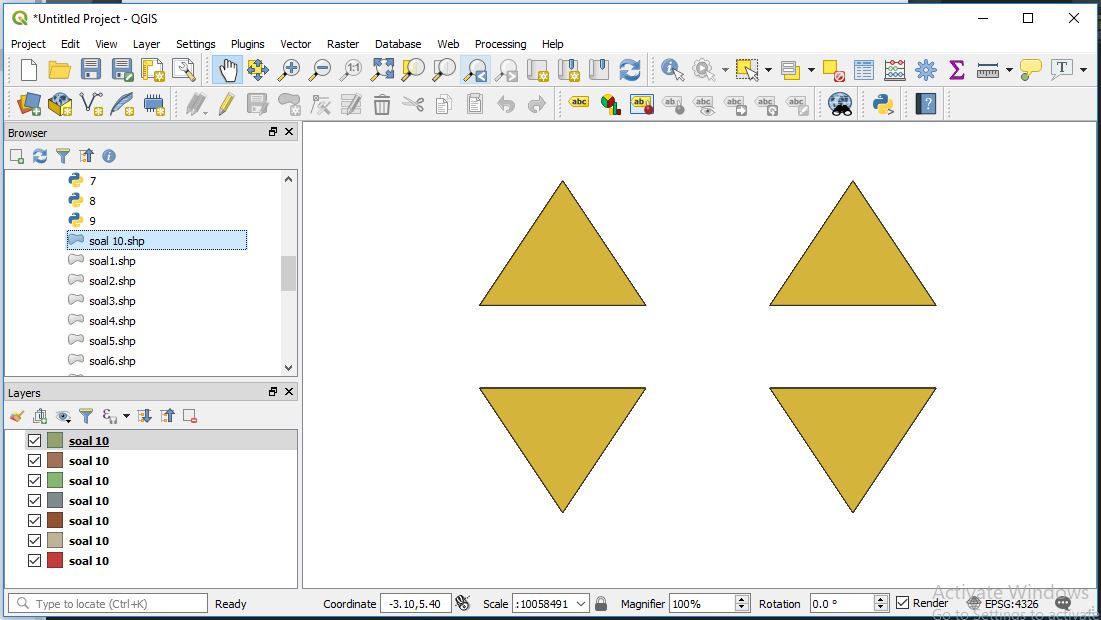 *Untitled Project - QGIS
Project Edit View Layer Settings Plugins Vector Raster Database Web Processing Help
Browser
7
8
9
soal 10.shp
soal1.shp
soal2.shp
soal3.shp
soal4.shp
soal5.shp
soal6.shp
Layers
soal 10
soal 10
soal 10
soal 10
soal 10
soal 10
soal 10
Activate Windows
Go to Settings to activate
Type to locate (Ctrl+K) Ready Coordinate -3.10,5.40 Scale :10058491 Magnifier 100% Rotation 0.0 ° Render EPSG:4326